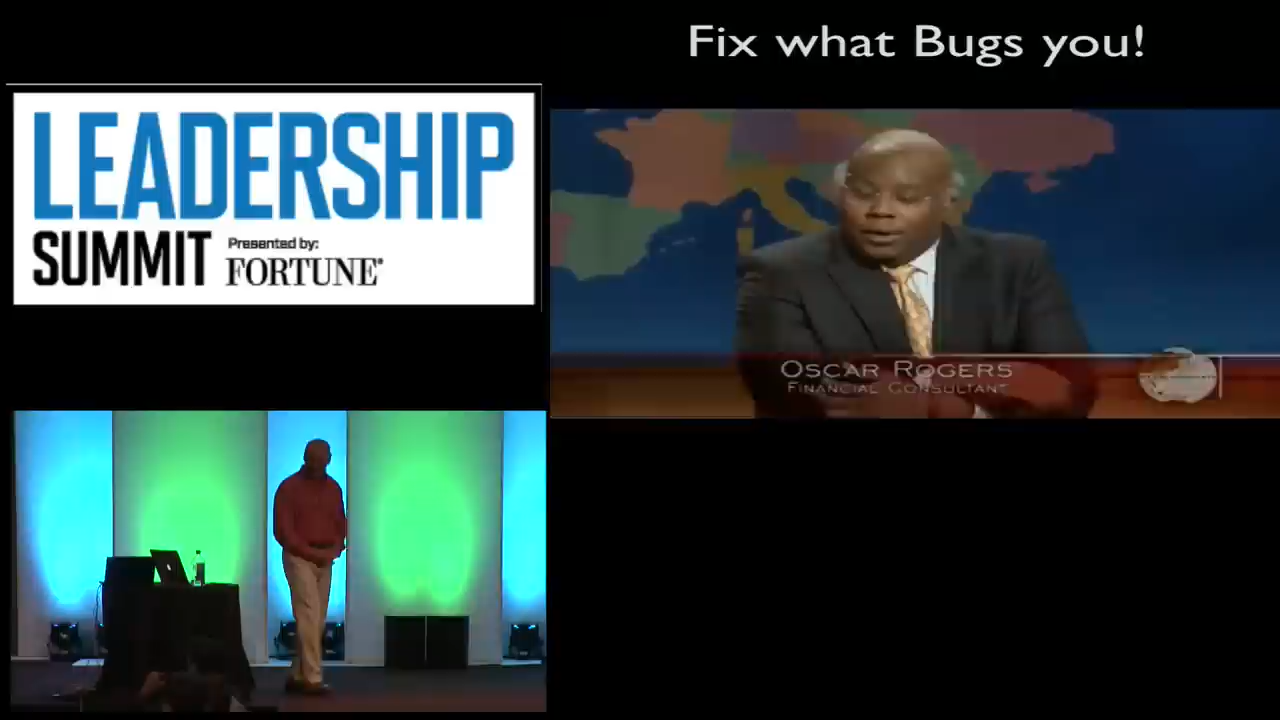 Fix what Bugs you!
LEADERSHIP
SUMMIT
Presented by:
FORTUNE
OSCAR ROGERS
FINANCIAL CONSULTANT